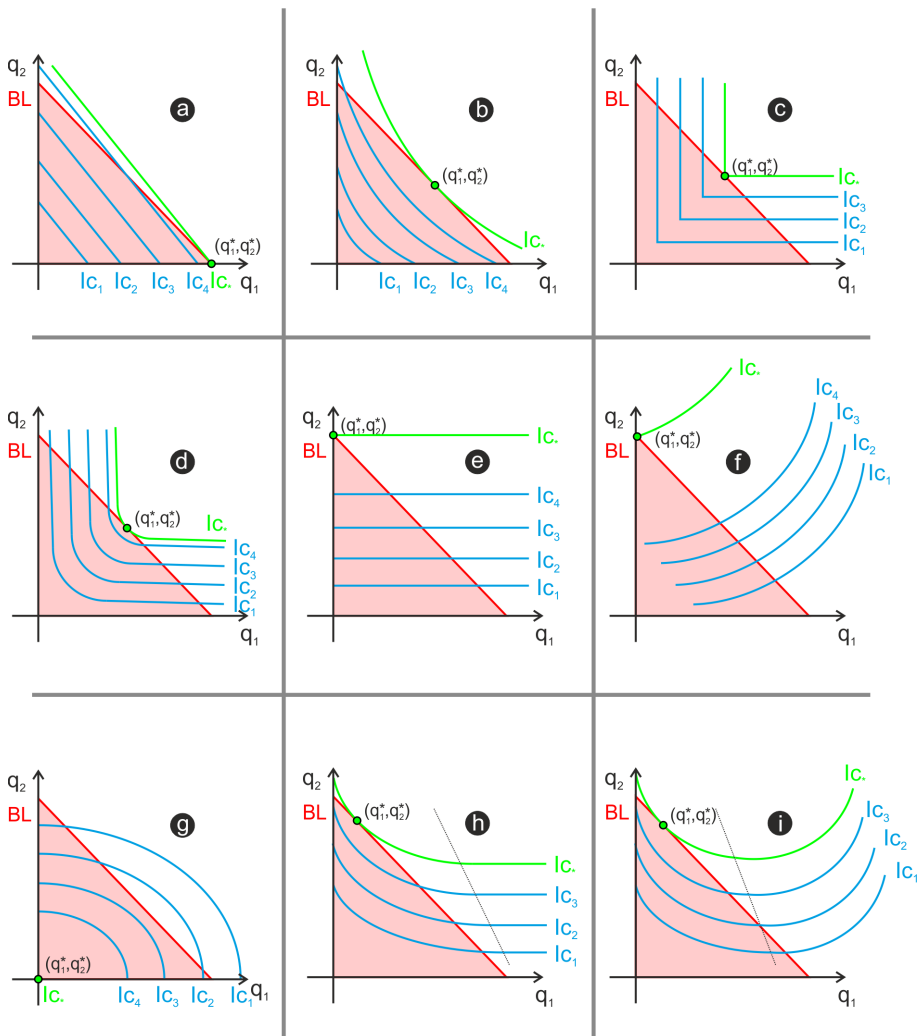 q₂
BL
a
(q₁*,q₂*)
Ic₁ Ic₂ Ic₃ Ic₄ Ic* q₁
q₂
BL
b
(q₁*,q₂*)
Ic*
Ic₁ Ic₂ Ic₃ Ic₄ q₁
q₂
BL
c
(q₁*,q₂*)
Ic*
Ic₃
Ic₂
Ic₁
q₁
q₂
BL
d
(q₁*,q₂*)
Ic*
Ic₄
Ic₃
Ic₂
Ic₁
q₁
q₂
(q₁*,q₂*)
BL
Ic*
e
Ic₄
Ic₃
Ic₂
Ic₁
q₁
Ic*
q₂
Ic₄
Ic₃
BL
(q₁*,q₂*)
Ic₂
f
Ic₁
q₁
q₂
BL
g
(q₁*,q₂*)
Ic* Ic₄ Ic₃ Ic₂ Ic₁ q₁
q₂
BL
(q₁*,q₂*)
h
Ic*
Ic₃
Ic₂
Ic₁
q₁
q₂
Ic*
BL
(q₁*,q₂*)
i
Ic₃
Ic₂
Ic₁
q₁